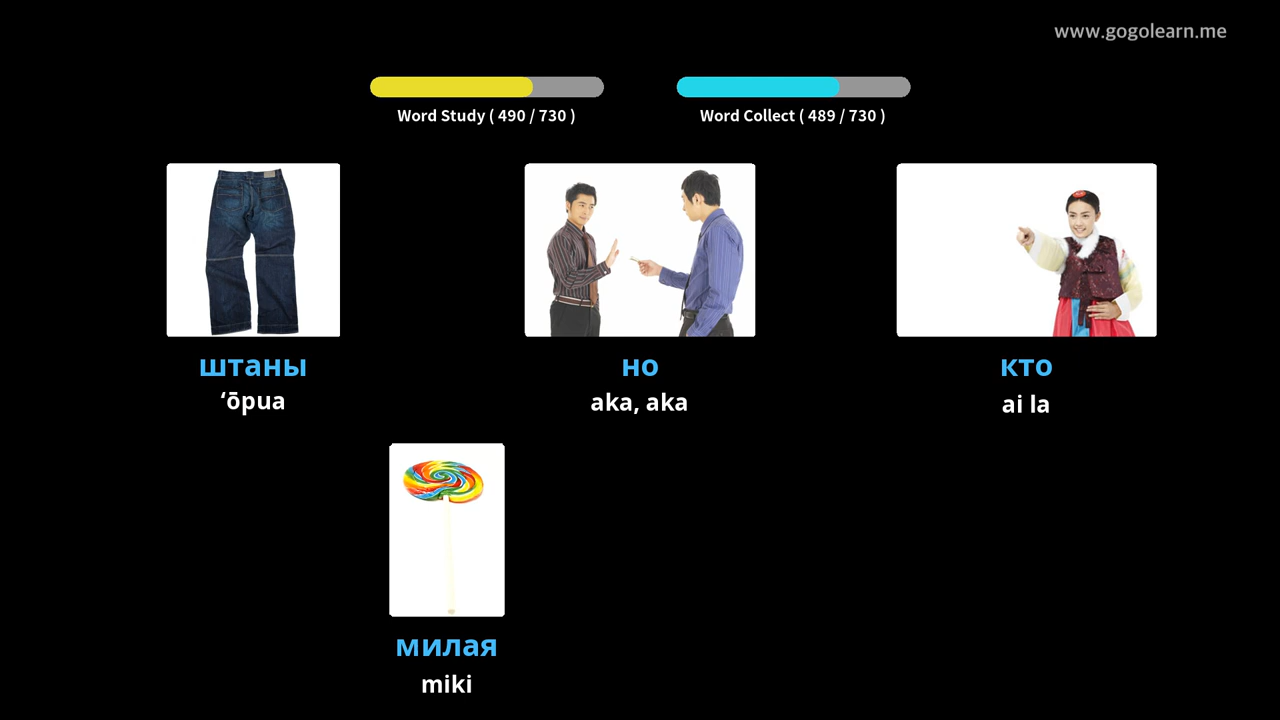 www.gogolearn.me
Word Study ( 490 / 730 )
Word Collect ( 489 / 730 )
штаны
ʻōpua
но
aka, aka
кто
ai la
милая
miki